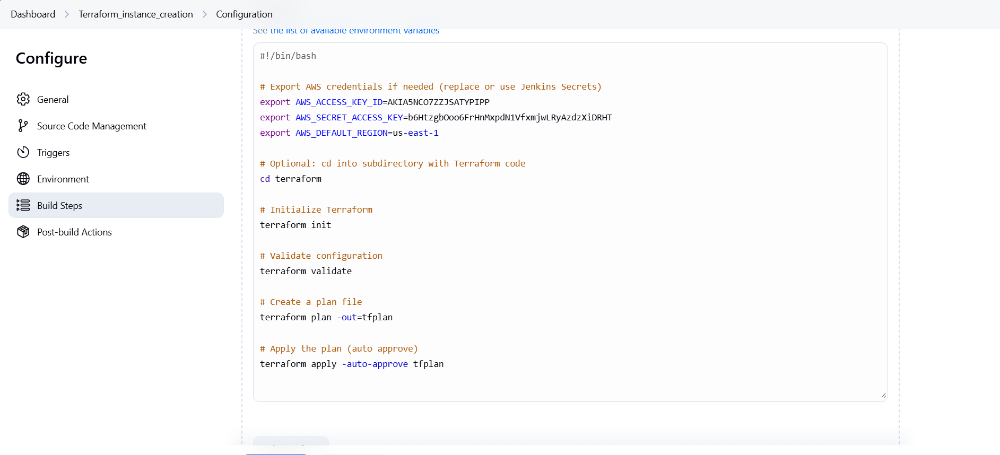 Dashboard > Terraform_instance_creation > Configuration
See the list of available environment variables
Configure
General
Source Code Management
Triggers
Environment
Build Steps
Post-build Actions
#!/bin/bash
# Export AWS credentials if needed (replace or use Jenkins Secrets)
export AWS_ACCESS_KEY_ID=AKIA5NCO7ZZJSATYPIPP
export AWS_SECRET_ACCESS_KEY=b6HtzgbOoo6FrHnMxpdN1VfxmjwLRyAzdzXiDRHT
export AWS_DEFAULT_REGION=us-east-1
# Optional: cd into subdirectory with Terraform code
cd terraform
# Initialize Terraform
terraform init
# Validate configuration
terraform validate
# Create a plan file
terraform plan -out=tfplan
# Apply the plan (auto approve)
terraform apply -auto-approve tfplan